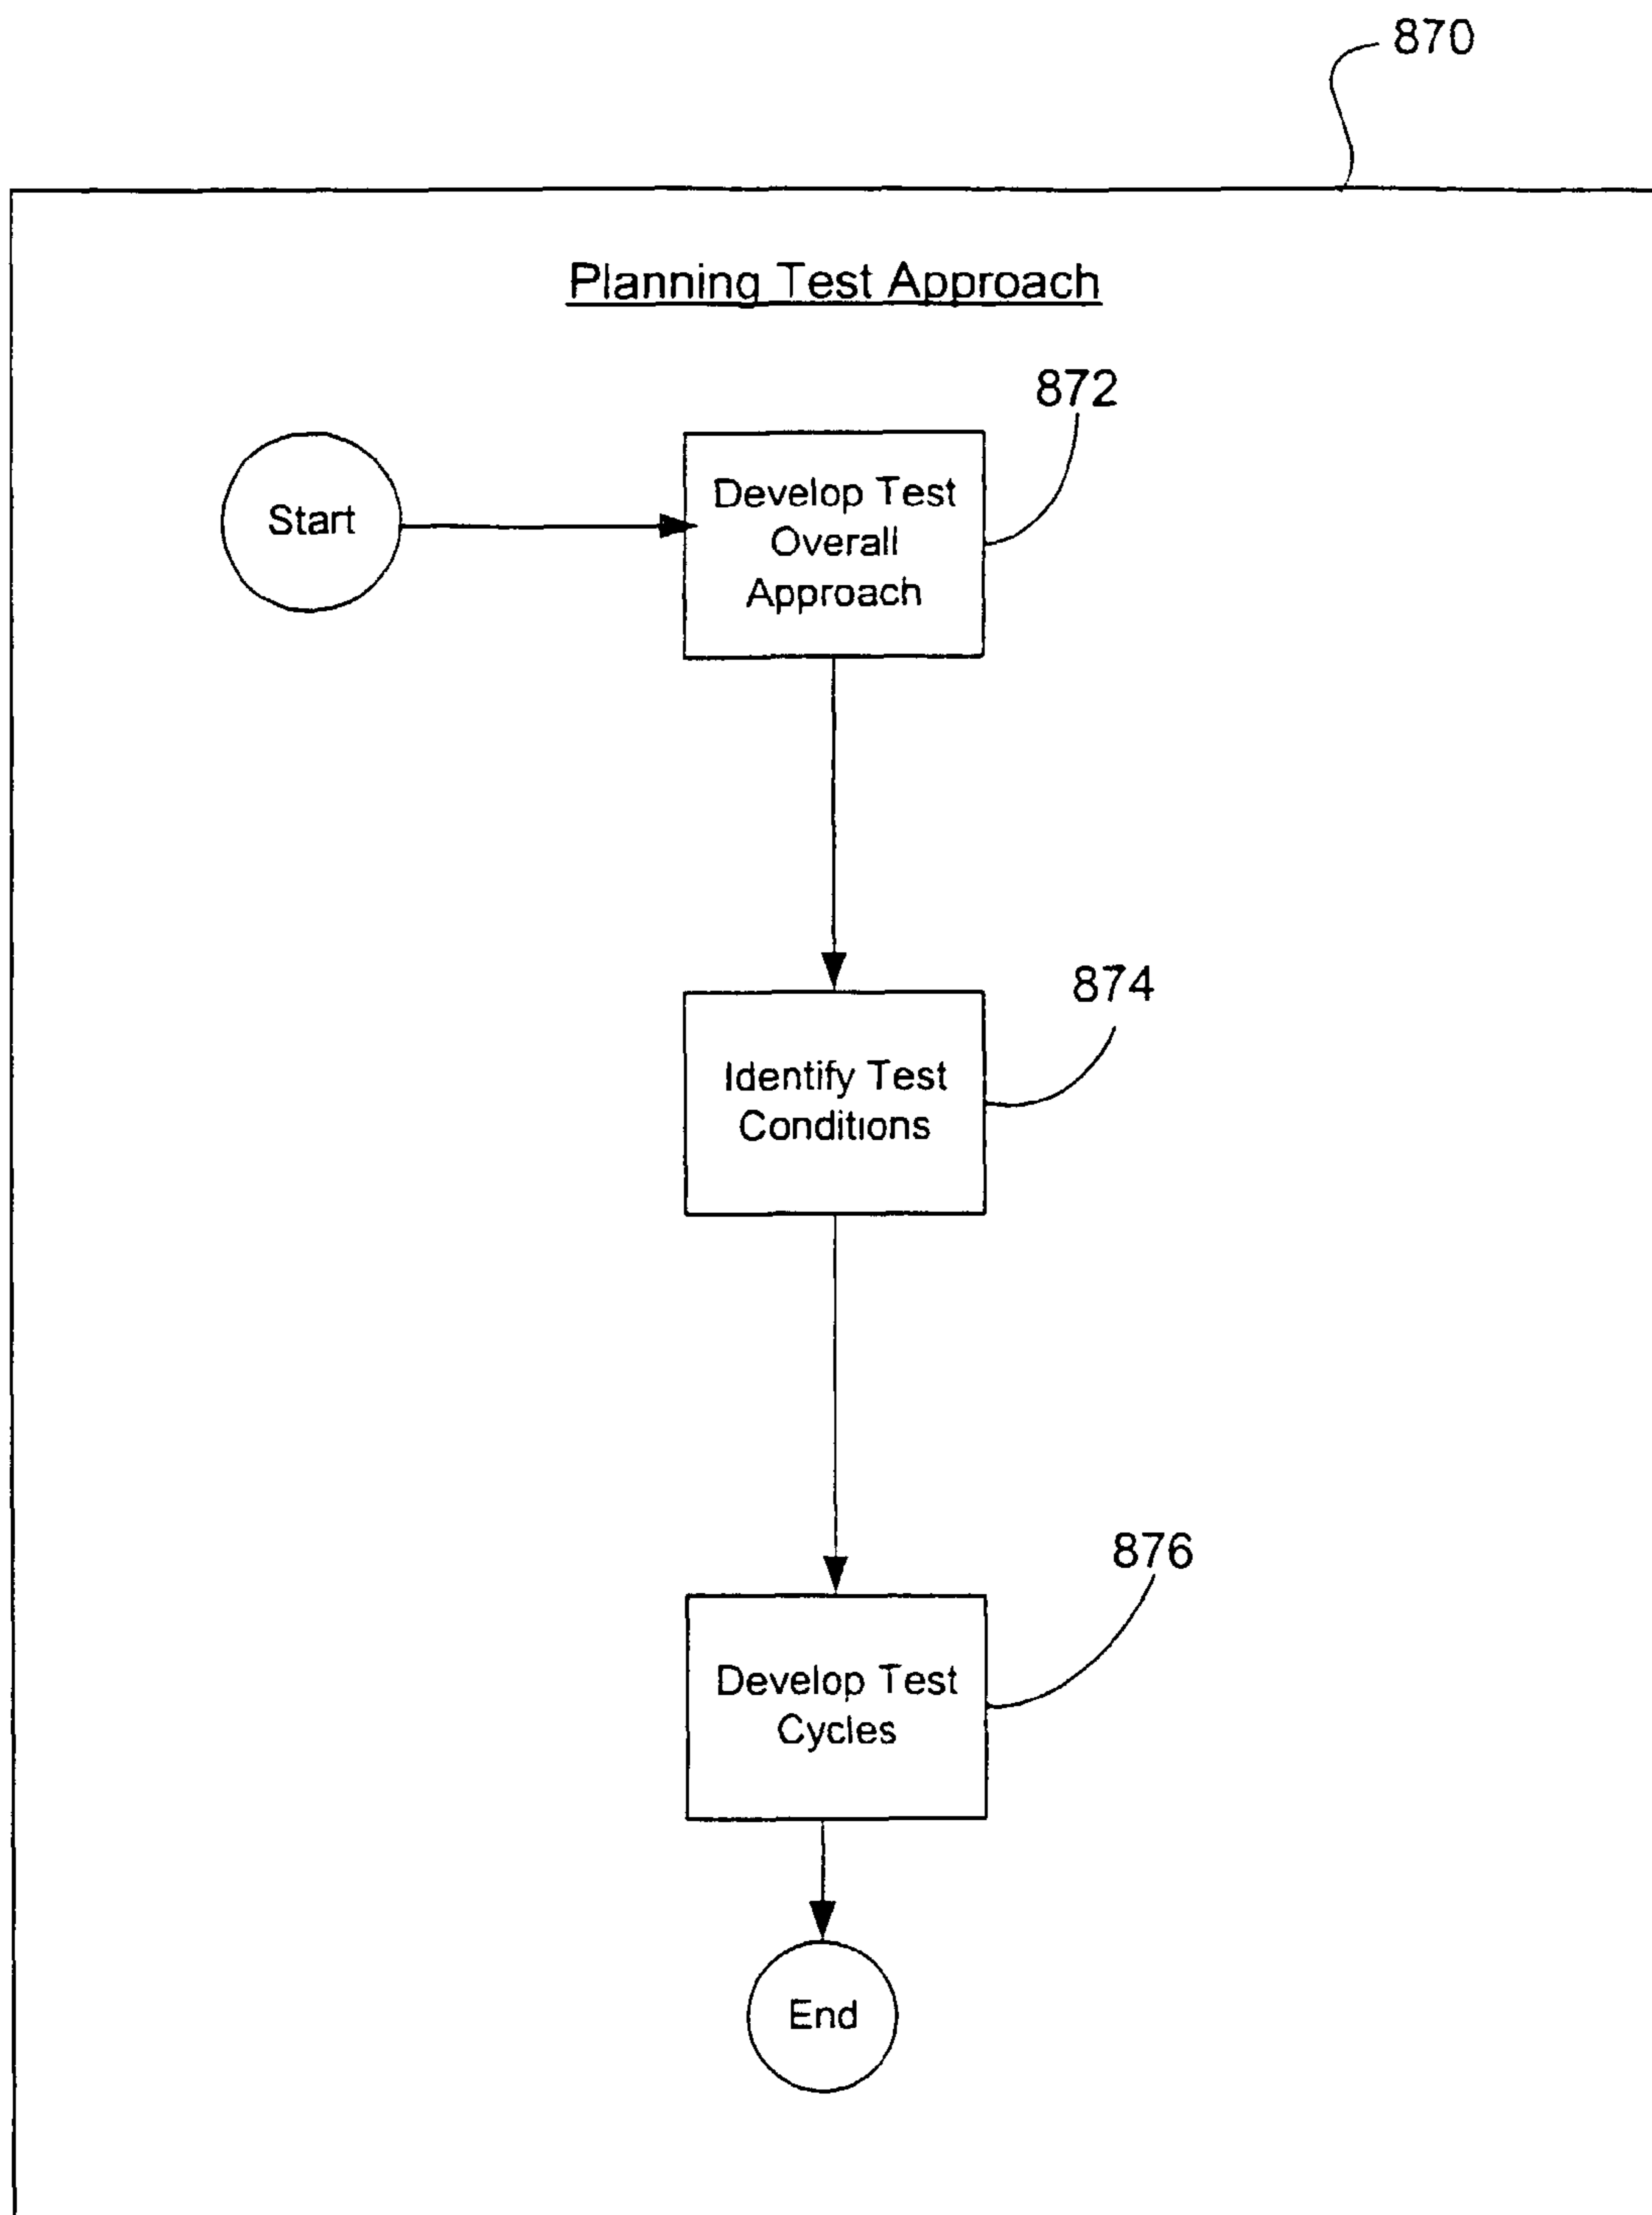 870
Planning Test Approach
872
Start
Develop Test
Overall
Approach
874
Identify Test
Conditions
876
Develop Test
Cycles
End